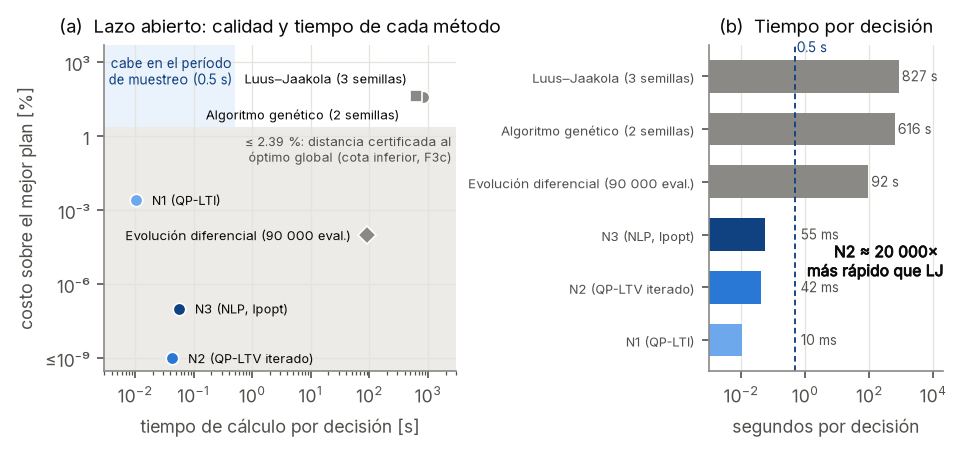 (a) Lazo abierto: calidad y tiempo de cada método
costo sobre el mejor plan [%]
10³
1
10⁻³
10⁻⁶
≤10⁻⁹
cabe en el período
de muestreo (0.5 s)
Luus–Jaakola (3 semillas)
Algoritmo genético (2 semillas)
≤ 2.39 %: distancia certificada al
óptimo global (cota inferior, F3c)
N1 (QP-LTI)
Evolución diferencial (90 000 eval.)
N3 (NLP, Ipopt)
N2 (QP-LTV iterado)
10⁻² 10⁻¹ 10⁰ 10¹ 10² 10³
tiempo de cálculo por decisión [s]
(b) Tiempo por decisión
0.5 s
Luus–Jaakola (3 semillas)
827 s
Algoritmo genético (2 semillas)
616 s
Evolución diferencial (90 000 eval.)
92 s
N3 (NLP, Ipopt)
55 ms
N2 ≈ 20 000×
más rápido que LJ
N2 (QP-LTV iterado)
42 ms
N1 (QP-LTI)
10 ms
10⁻² 10⁰ 10² 10⁴
segundos por decisión